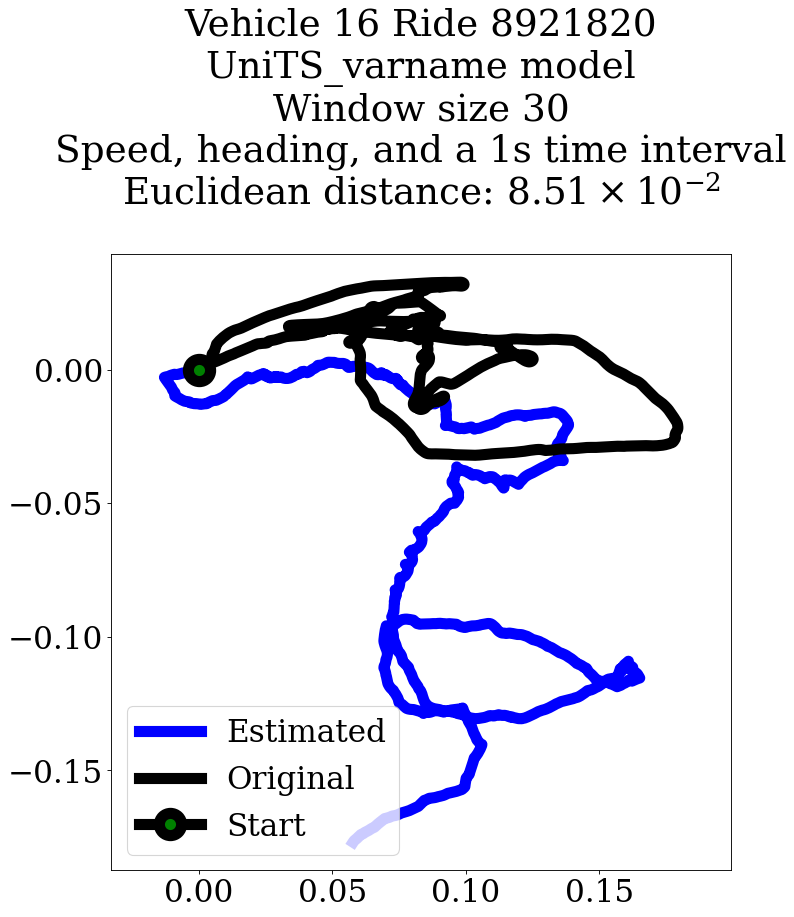 Vehicle 16 Ride 8921820
UniTS_varname model
Window size 30
Speed, heading, and a 1s time interval
Euclidean distance: 8.51 × 10⁻²
0.00
−0.05
−0.10
−0.15
Estimated
Original
Start
0.00 0.05 0.10 0.15